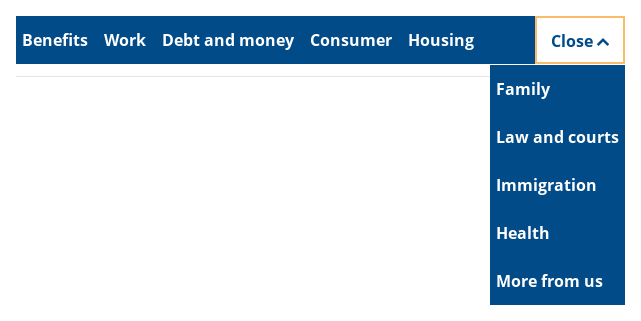 Benefits Work Debt and money Consumer Housing Close
Family
Law and courts
Immigration
Health
More from us